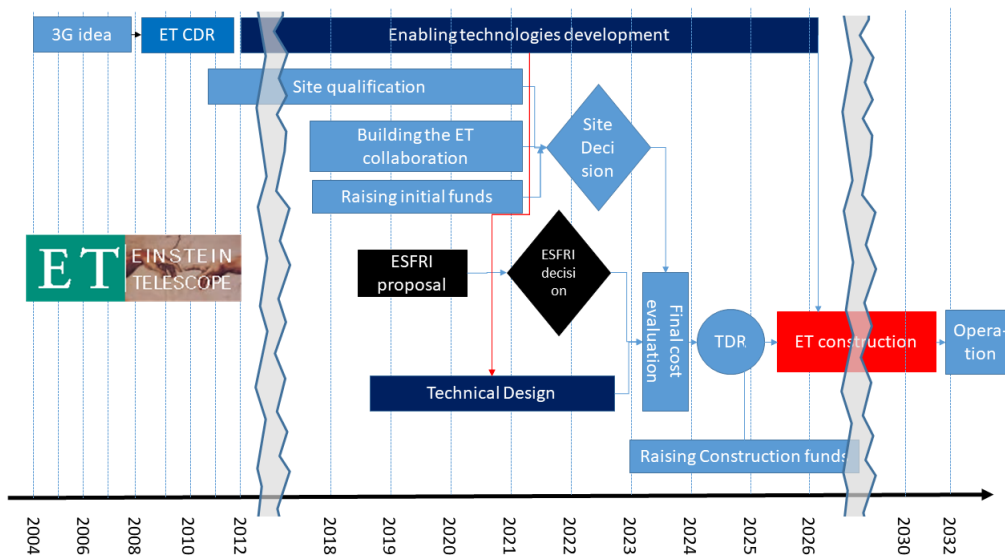 3G idea
ET CDR
Enabling technologies development
Site qualification
Building the ET
collaboration
Raising initial funds
Site
Deci
sion
ET
EINSTEIN
TELESCOPE
ESFRI
proposal
ESFRI
decisi
on
Final cost
evaluation
TDR
ET construction
Opera-
tion
Technical Design
Raising Construction funds
2004
2006
2008
2010
2012
2018
2019
2020
2021
2022
2023
2024
2025
2026
2030
2032